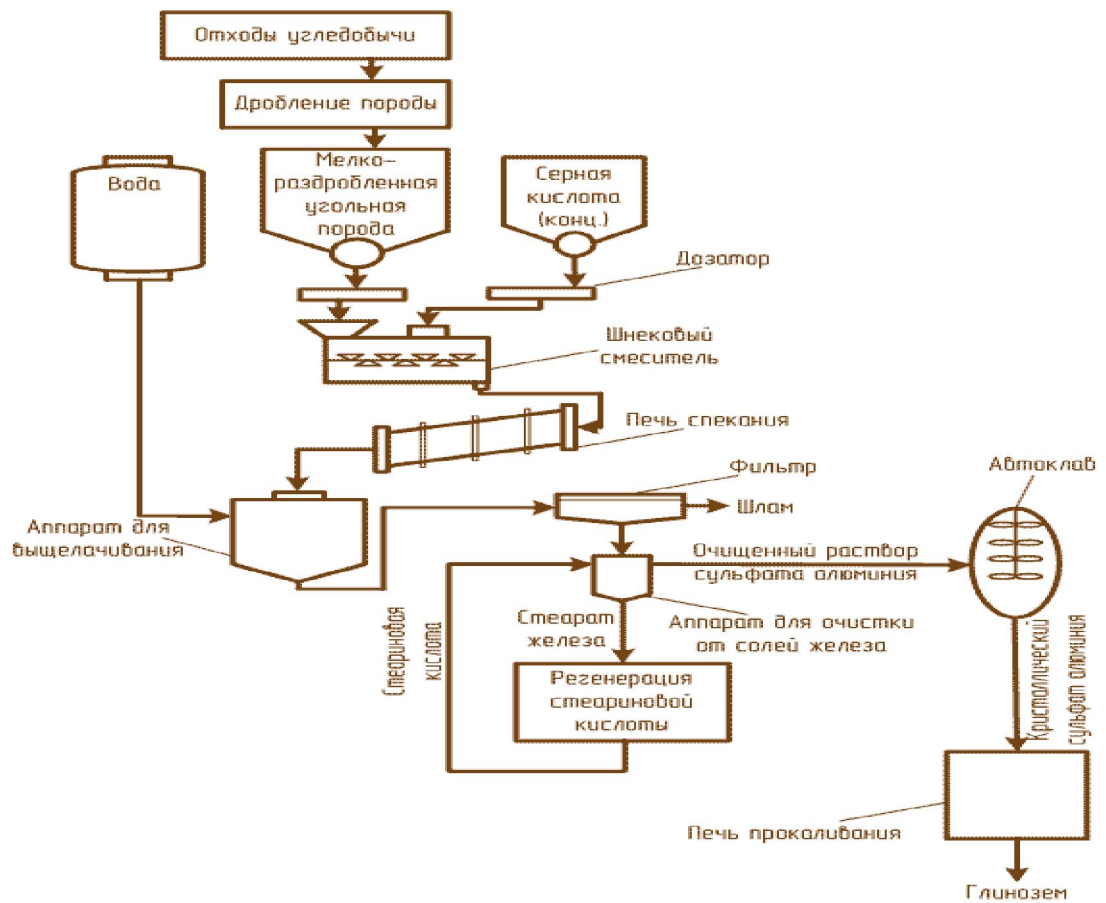 Отходы угледобычи
Дробление породы
Вода
Мелко-
раздробленная
угольная
порода
Серная
кислота
(конц.)
Дозатор
Шнековый
смеситель
Печь спекания
Фильтр
Автоклав
Шлам
Аппарат для
выщелачивания
Очищенный раствор
сульфата алюминия
Стеариновая
кислота
Стеарат
железа
Аппарат для очистки
от солей железа
Регенерация
стеариновой
кислоты
Кристаллический
сульфат алюминия
Печь прокаливания
Глинозем